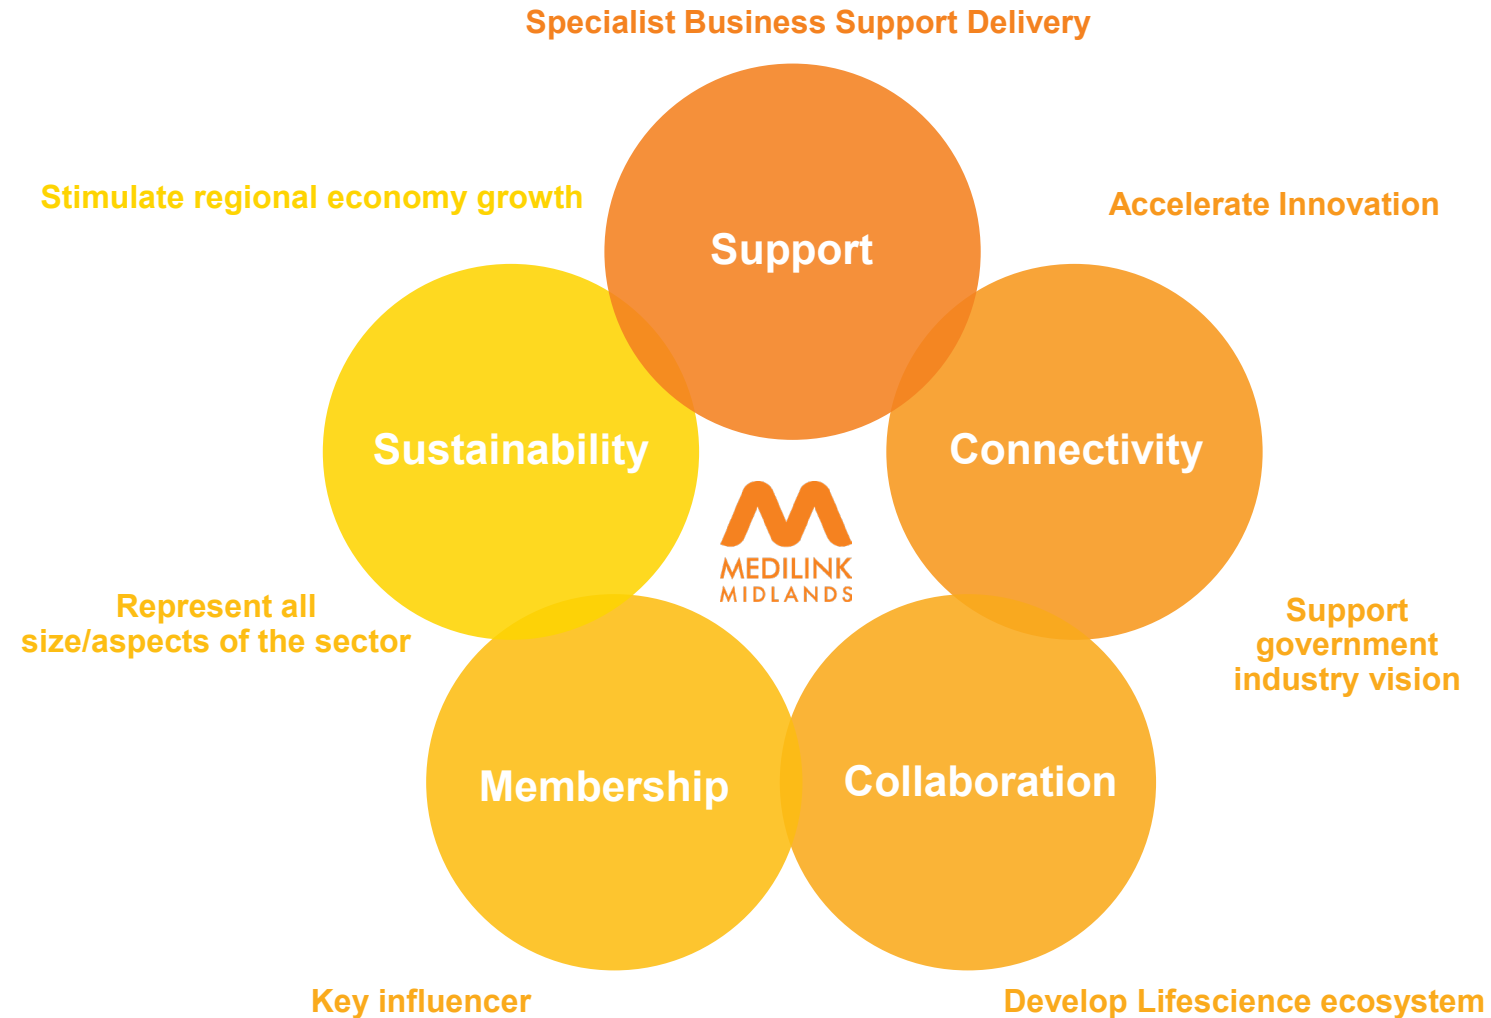 Specialist Business Support Delivery
Stimulate regional economy growth
Accelerate Innovation
Support
Sustainability
Connectivity
MEDILINK
MIDLANDS
Represent all
size/aspects of the sector
Support
government
industry vision
Membership
Collaboration
Key influencer
Develop Lifescience ecosystem